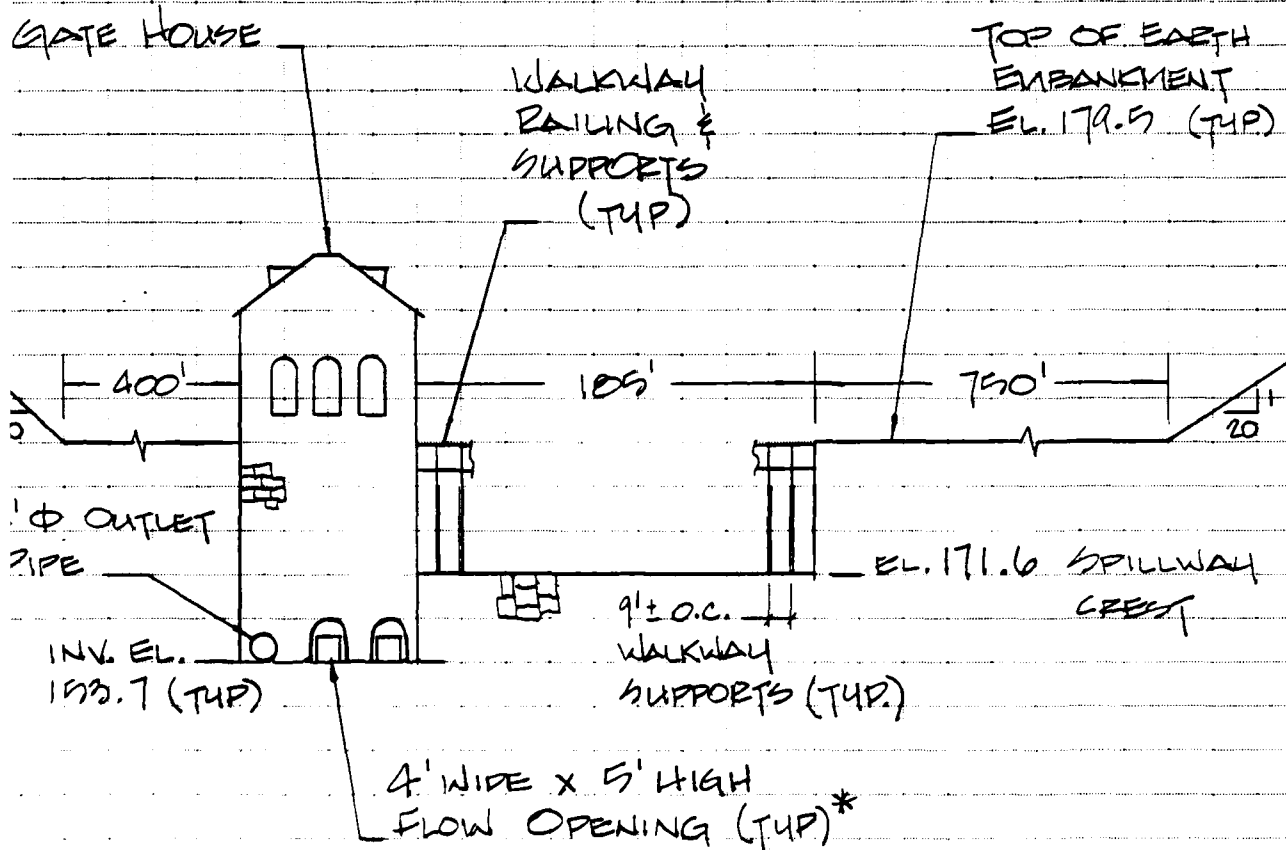 GATE HOUSE
WALKWAY
RAILING &
SUPPORTS
(TYP)
TOP OF EARTH
EMBANKMENT
EL. 179.5 (TYP)
400'
185'
750'
1
20
0
' Φ OUTLET
PIPE
INV. EL.
153.7 (TYP)
EL. 171.6 SPILLWAY
CREST
9'± O.C.
WALKWAY
SUPPORTS (TYP.)
4' WIDE x 5' HIGH
FLOW OPENING (TYP)*